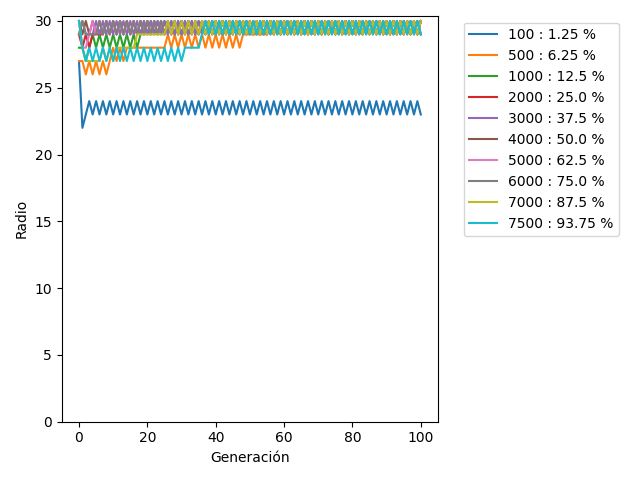 30
25
20
15
10
5
0
Radio
0 20 40 60 80 100
Generación
100 : 1.25 %
500 : 6.25 %
1000 : 12.5 %
2000 : 25.0 %
3000 : 37.5 %
4000 : 50.0 %
5000 : 62.5 %
6000 : 75.0 %
7000 : 87.5 %
7500 : 93.75 %